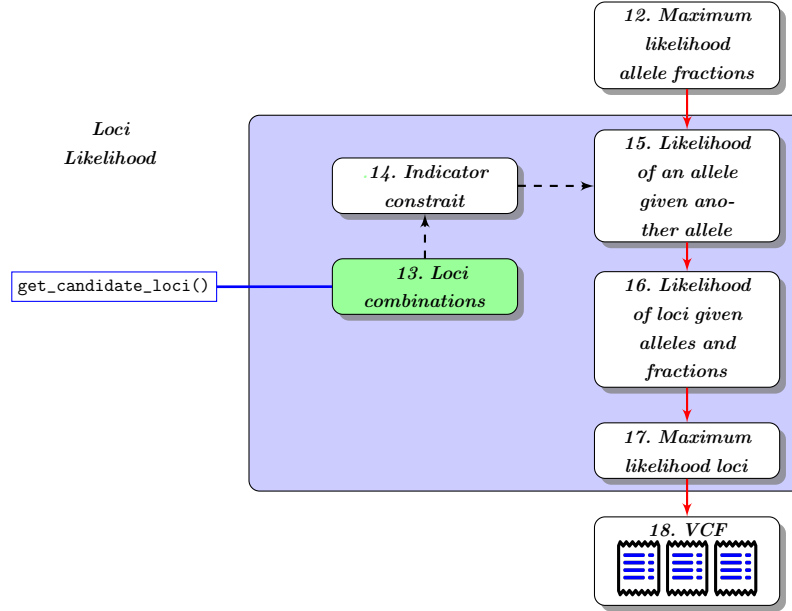 12. Maximum
likelihood
allele fractions
Loci
Likelihood
15. Likelihood
of an allele
given ano-
ther allele
14. Indicator
constrait
13. Loci
combinations
get_candidate_loci()
16. Likelihood
of loci given
alleles and
fractions
17. Maximum
likelihood loci
18. VCF